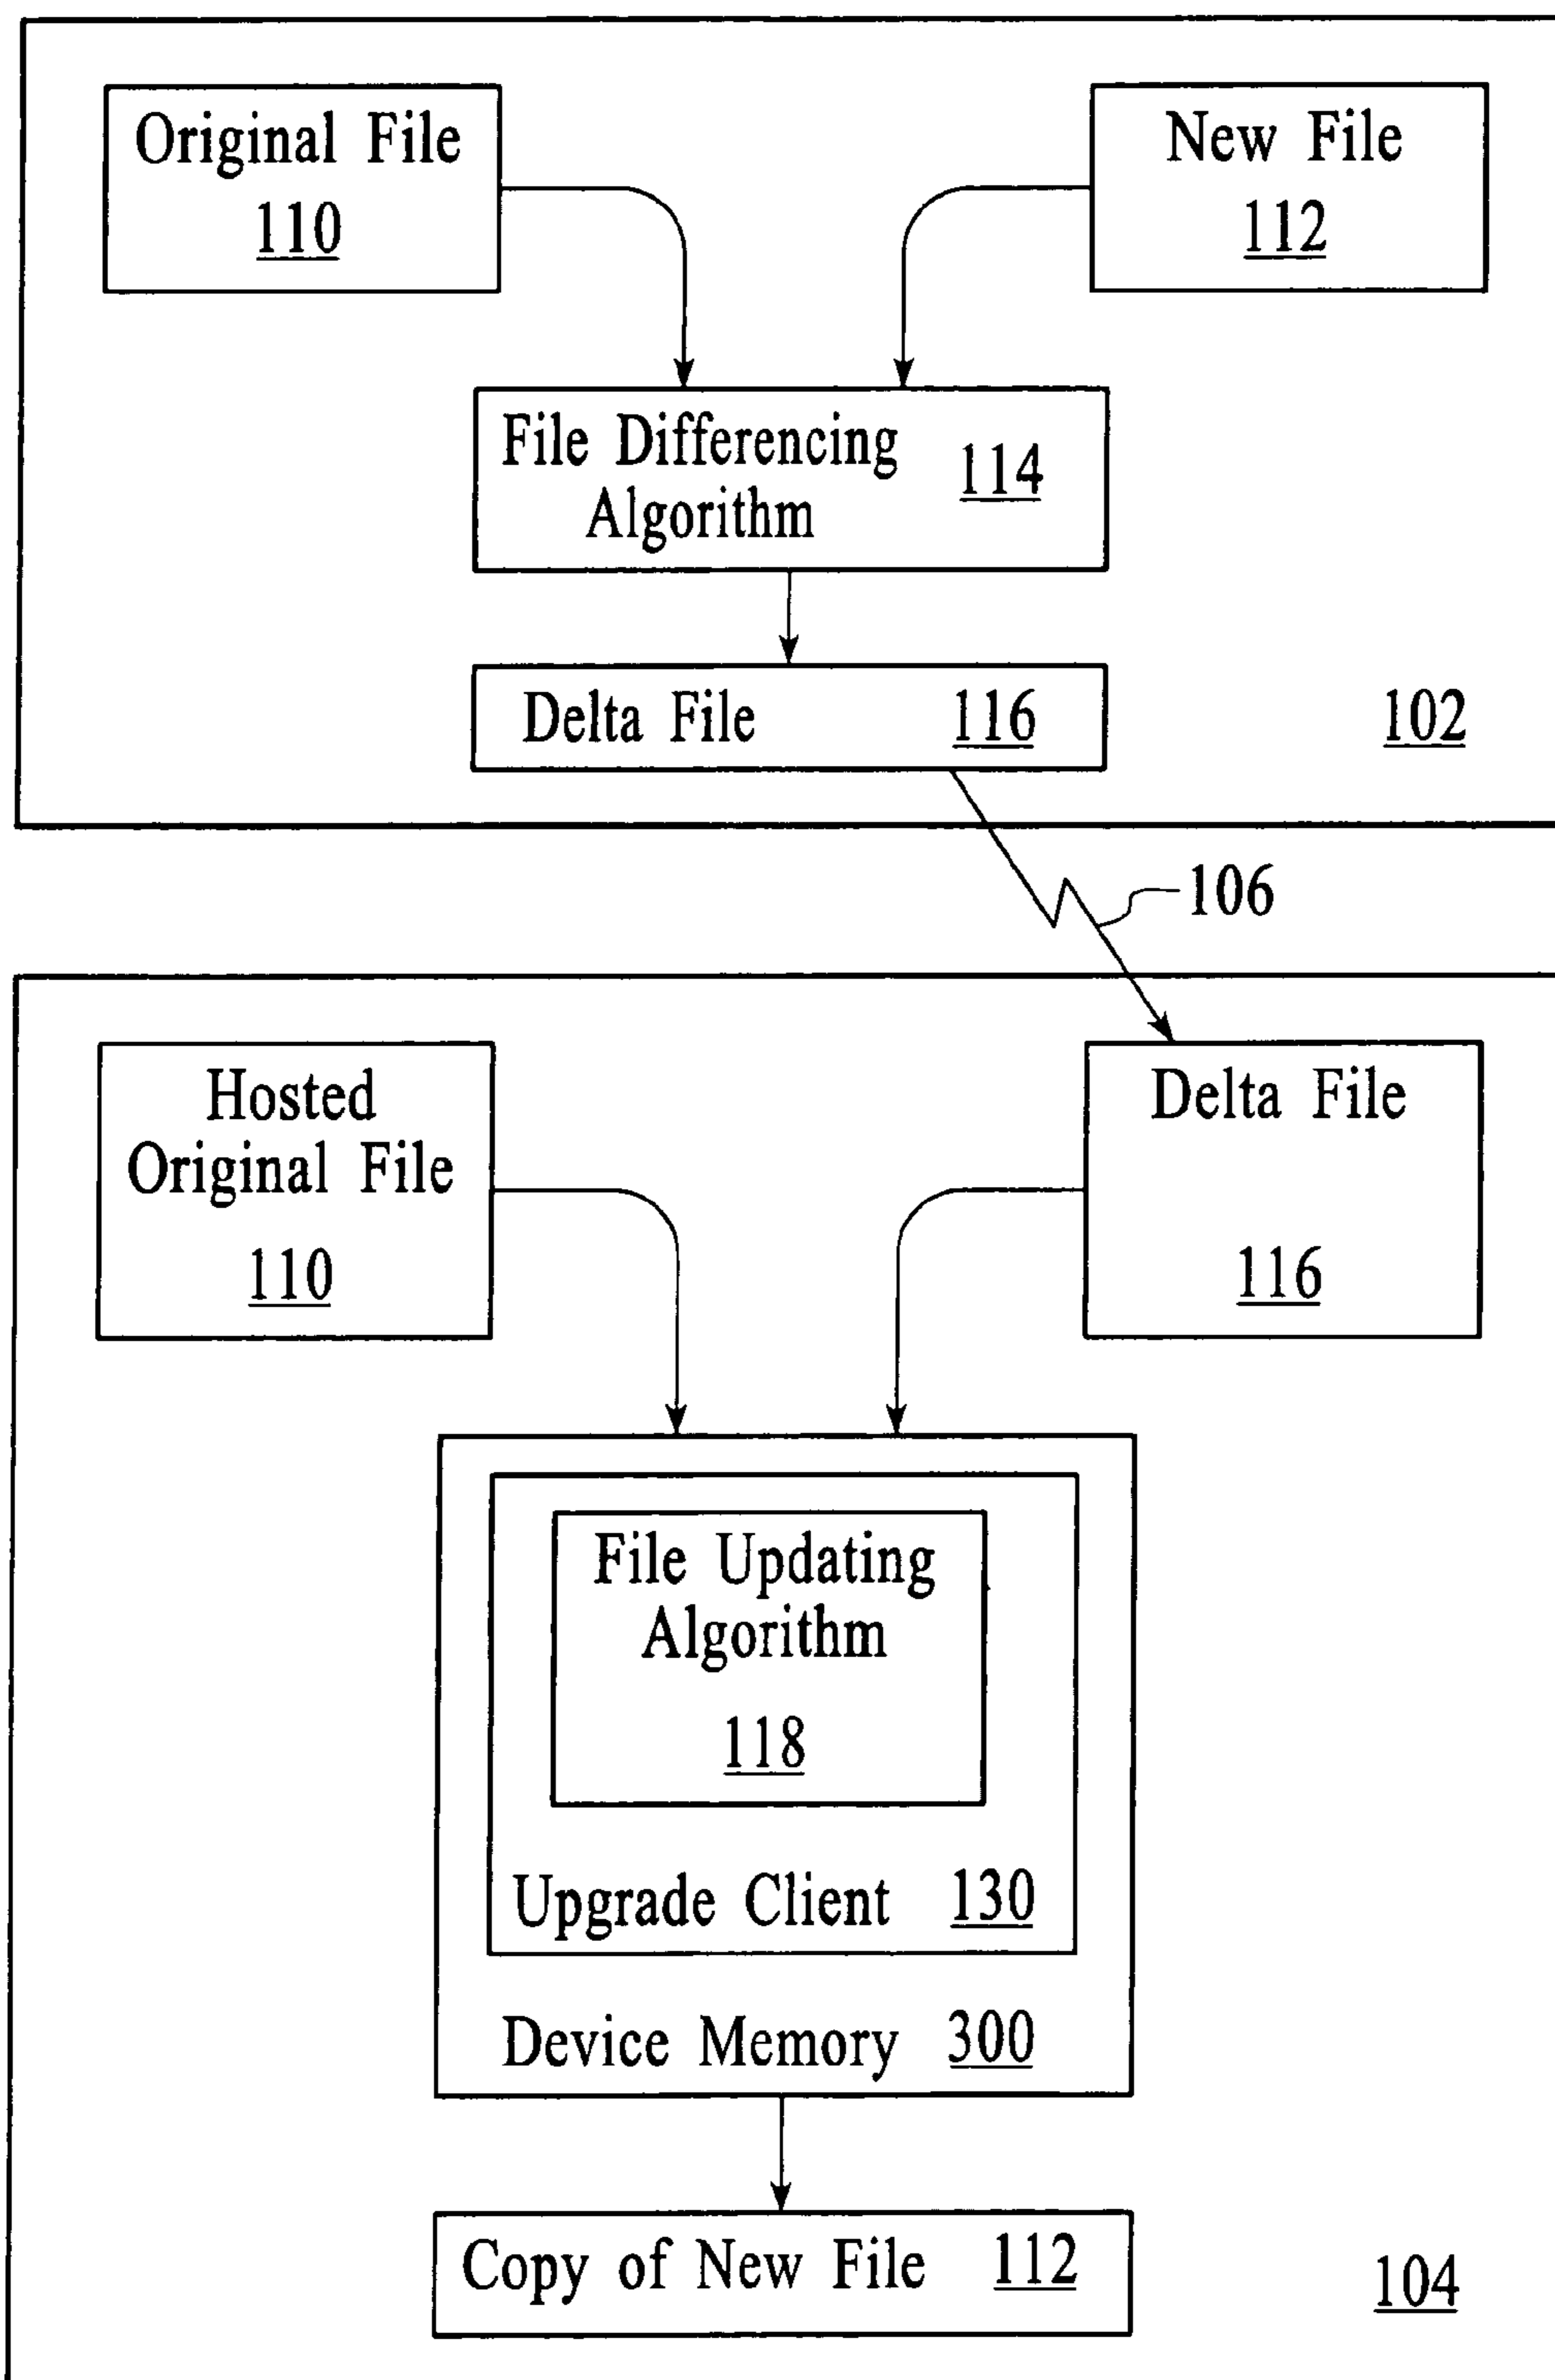 Original File
110
New File
112
File Differencing
Algorithm
114
Delta File 116
102
106
Hosted
Original File
110
Delta File
116
File Updating
Algorithm
118
Upgrade Client 130
Device Memory 300
Copy of New File 112
104